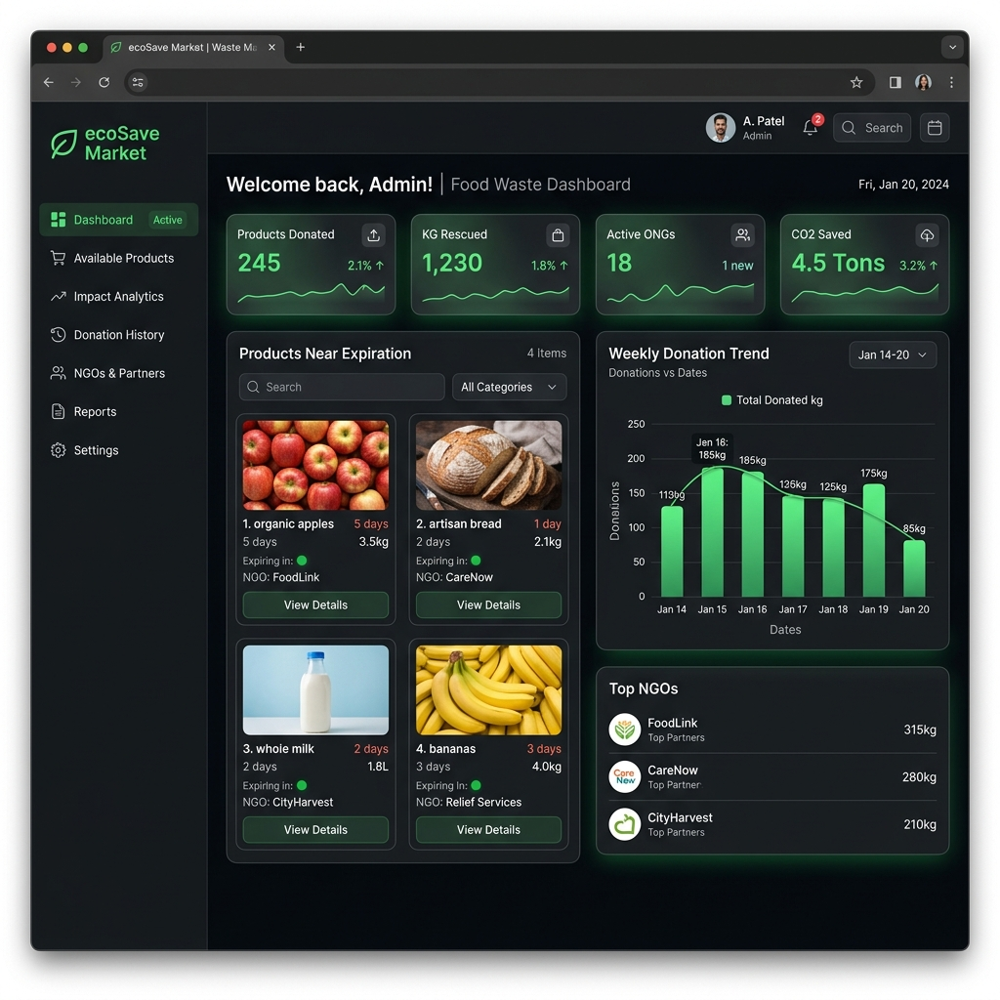 ecoSave Market | Waste Ma
ecoSave
Market
A. Patel
Admin
2
Search
Welcome back, Admin! | Food Waste Dashboard
Fri, Jan 20, 2024
Dashboard Active
Available Products
Impact Analytics
Donation History
NGOs & Partners
Reports
Settings
Products Donated
245
2.1% ↑
KG Rescued
1,230
1.8% ↑
Active ONGs
18
1 new
CO2 Saved
4.5 Tons
3.2% ↑
Products Near Expiration
4 Items
Search
All Categories
1. organic apples 5 days
5 days 3.5kg
Expiring in:
NOO: FoodLink
View Details
2. artisan bread 1 day
2 days 2.1kg
Expiring in:
NGO: CareNow
View Details
3. whole milk 2 days
2 days 1.8L
Expiring in:
NGO: CityHarvest
View Details
4. bananas 3 days
3 days 4.0kg
Expiring In:
NGO: Relief Services
View Details
Weekly Donation Trend
Donations vs Dates
Jan 14-20
Total Donated kg
Donations
250
200
150
100
50
0
113kg
Jen 16:
185kg
185kg
126kg
125kg
175kg
85kg
Jan 14
Jan 15
Jan 16
Jan 17
Jan 18
Jan 19
Jan 20
Dates
Top NGOs
FoodLink
Top Partners
315kg
Core
New
CareNow
Top Partner
280kg
CityHarvest
Top Partners
210kg